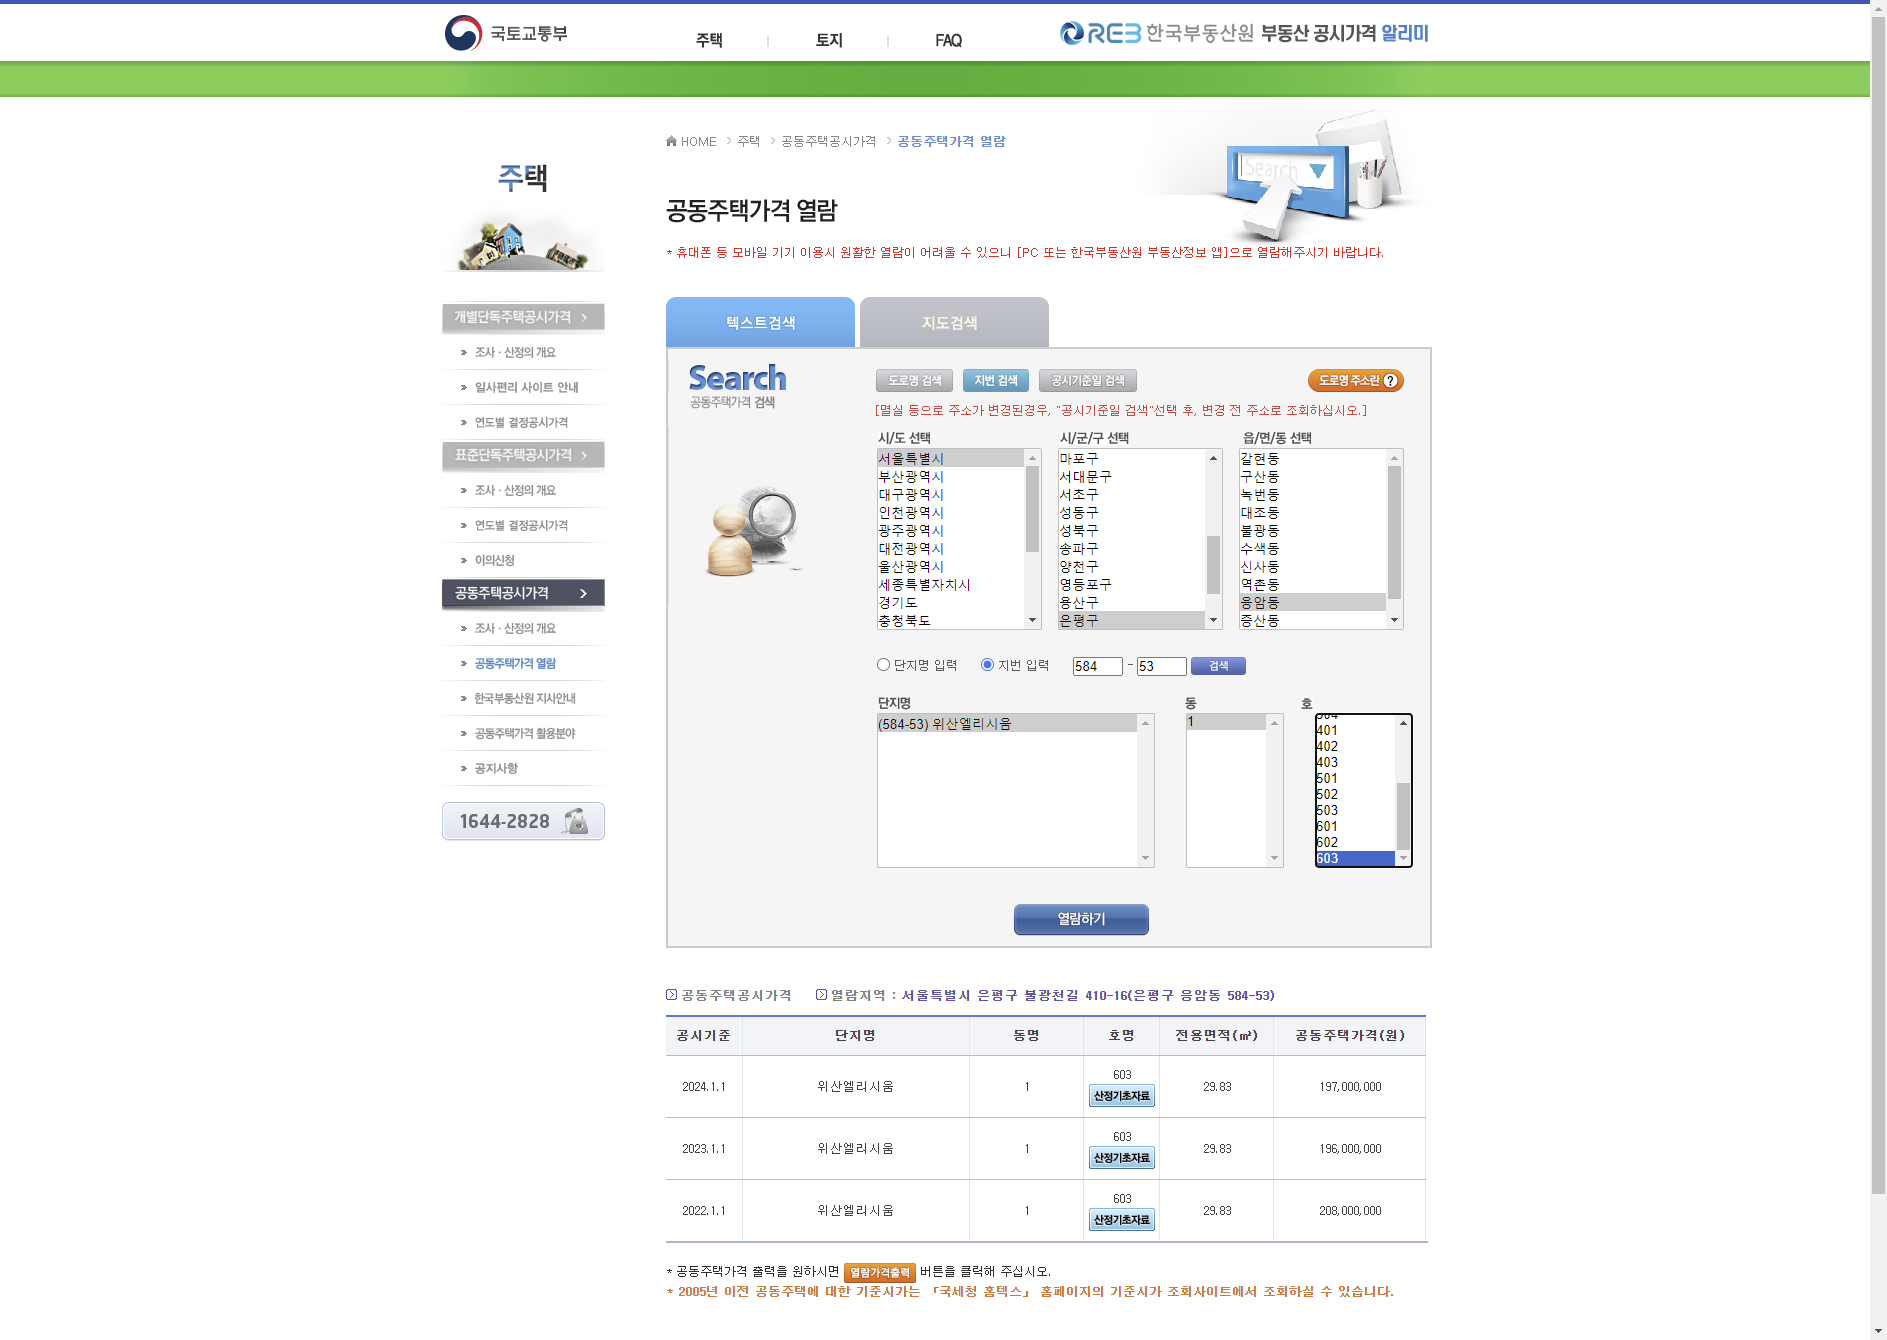 국토교통부
주택
토지
FAQ
REB 한국부동산원 부동산 공시가격 알리미
HOME > 주택 > 공동주택공시가격 > 공동주택가격 열람
주택
Search
공동주택가격 열람
* 휴대폰 등 모바일 기기 이용시 원활한 열람이 어려울 수 있으니 [PC 또는 한국부동산원 부동산정보 앱]으로 열람해주시기 바랍니다.
개별단독주택공시가격
조사 · 산정의 개요
일사편리 사이트 안내
연도별 결정공시가격
표준단독주택공시가격
조사 · 산정의 개요
연도별 결정공시가격
이의신청
공동주택공시가격
조사 · 산정의 개요
공동주택가격 열람
한국부동산원 지사안내
공동주택가격 활용분야
공지사항
1644-2828
텍스트검색
지도검색
Search
공동주택가격 검색
도로명 검색 지번 검색 공시기준일 검색 도로명 주소란 ?
[멸실 등으로 주소가 변경된경우, "공시기준일 검색"선택 후, 변경 전 주소로 조회하십시오.]
시/도 선택
서울특별시
부산광역시
대구광역시
인천광역시
광주광역시
대전광역시
울산광역시
세종특별자치시
경기도
충청북도
시/군/구 선택
마포구
서대문구
서초구
성동구
성북구
송파구
양천구
영등포구
용산구
은평구
읍/면/동 선택
갈현동
구산동
녹번동
대조동
불광동
수색동
신사동
역촌동
응암동
증산동
단지명 입력 지번 입력 584 - 53 검색
단지명
(584-53) 위산엘리시움
동
1
호
304
401
402
403
501
502
503
601
602
603
열람하기
공동주택공시가격 열람지역 : 서울특별시 은평구 불광천길 410-16(은평구 응암동 584-53)
공시기준 단지명 동명 호명 전용면적(㎡) 공동주택가격(원)
2024.1.1 위산엘리시움 1 603 산정기초자료 29.83 197,000,000
2023.1.1 위산엘리시움 1 603 산정기초자료 29.83 196,000,000
2022.1.1 위산엘리시움 1 603 산정기초자료 29.83 208,000,000
* 공동주택가격 출력을 원하시면 열람가격출력 버튼을 클릭해 주십시오.
* 2005년 이전 공동주택에 대한 기준시가는 「국세청 홈텍스」 홈페이지의 기준시가 조회사이트에서 조회하실 수 있습니다.